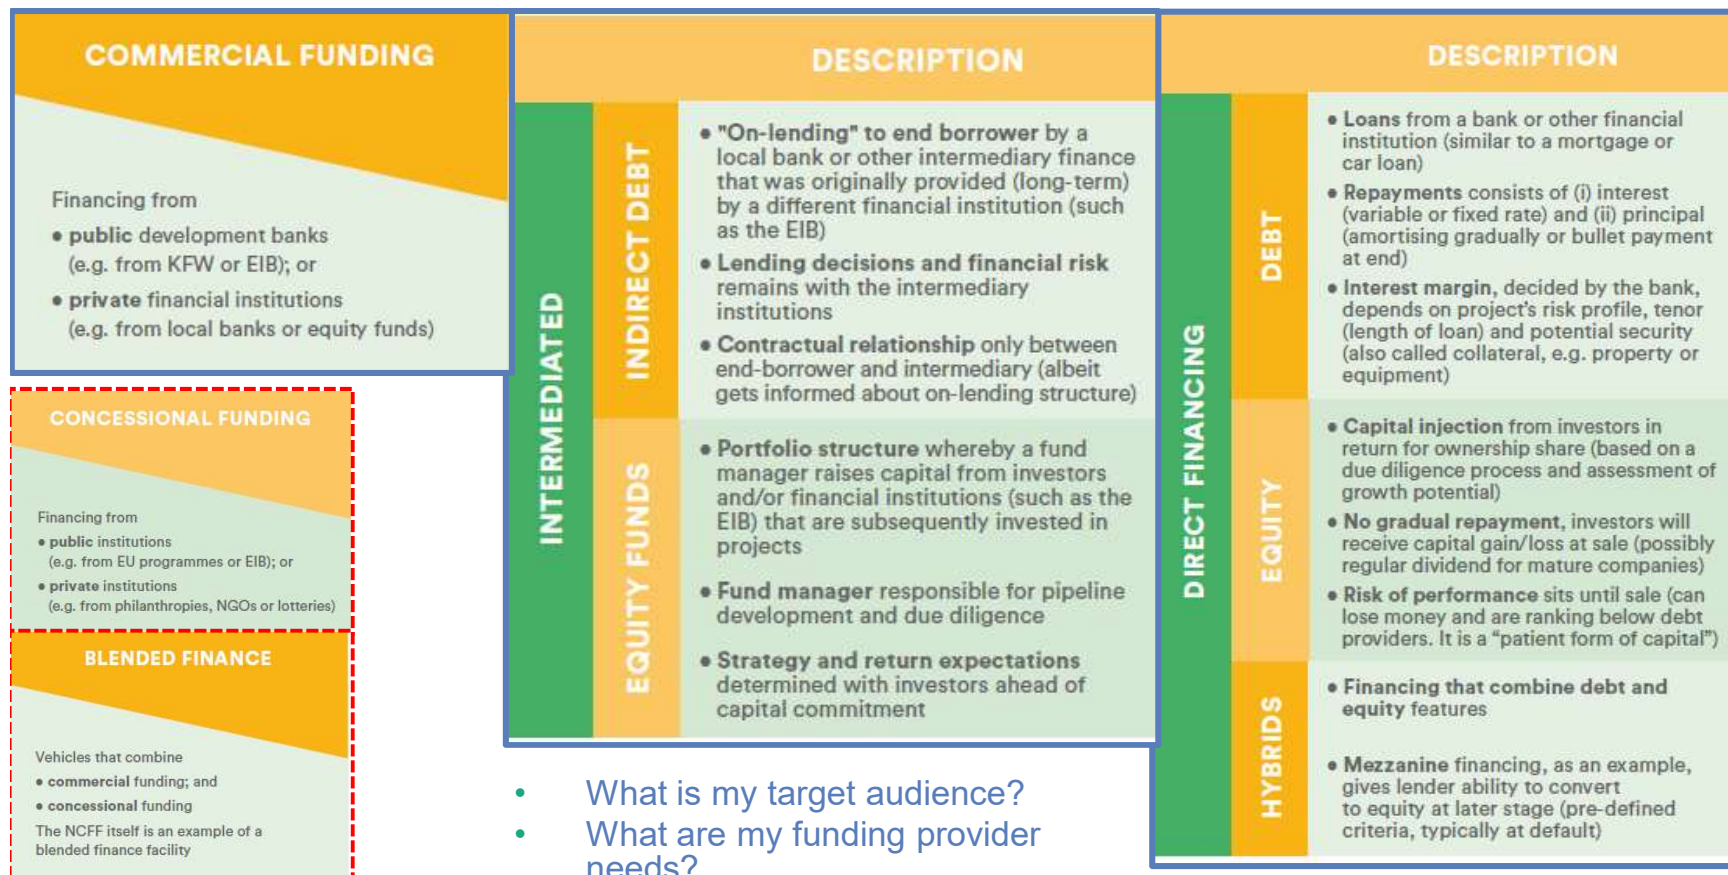 COMMERCIAL FUNDING
Financing from
• public development banks
(e.g. from KFW or EIB); or
• private financial institutions
(e.g. from local banks or equity funds)
CONCESSIONAL FUNDING
Financing from
• public institutions
(e.g. from EU programmes or EIB); or
• private institutions
(e.g. from philanthropies, NGOs or lotteries)
BLENDED FINANCE
Vehicles that combine
• commercial funding; and
• concessional funding
The NCFF itself is an example of a
blended finance facility
DESCRIPTION
INTERMEDIATED
INDIRECT DEBT
• "On-lending" to end borrower by a
local bank or other intermediary finance
that was originally provided (long-term)
by a different financial institution (such
as the EIB)
• Lending decisions and financial risk
remains with the intermediary
institutions
• Contractual relationship only between
end-borrower and intermediary (albeit
gets informed about on-lending structure)
EQUITY FUNDS
• Portfolio structure whereby a fund
manager raises capital from investors
and/or financial institutions (such as the
EIB) that are subsequently invested in
projects
• Fund manager responsible for pipeline
development and due diligence
• Strategy and return expectations
determined with investors ahead of
capital commitment
• What is my target audience?
• What are my funding provider
needs?
DESCRIPTION
DIRECT FINANCING
DEBT
• Loans from a bank or other financial
institution (similar to a mortgage or
car loan)
• Repayments consists of (i) interest
(variable or fixed rate) and (ii) principal
(amortising gradually or bullet payment
at end)
• Interest margin, decided by the bank,
depends on project's risk profile, tenor
(length of loan) and potential security
(also called collateral, e.g. property or
equipment)
EQUITY
• Capital injection from investors in
return for ownership share (based on a
due diligence process and assessment of
growth potential)
• No gradual repayment, investors will
receive capital gain/loss at sale (possibly
regular dividend for mature companies)
• Risk of performance sits until sale (can
lose money and are ranking below debt
providers. It is a “patient form of capital”)
HYBRIDS
• Financing that combine debt and
equity features
• Mezzanine financing, as an example,
gives lender ability to convert
to equity at later stage (pre-defined
criteria, typically at default)